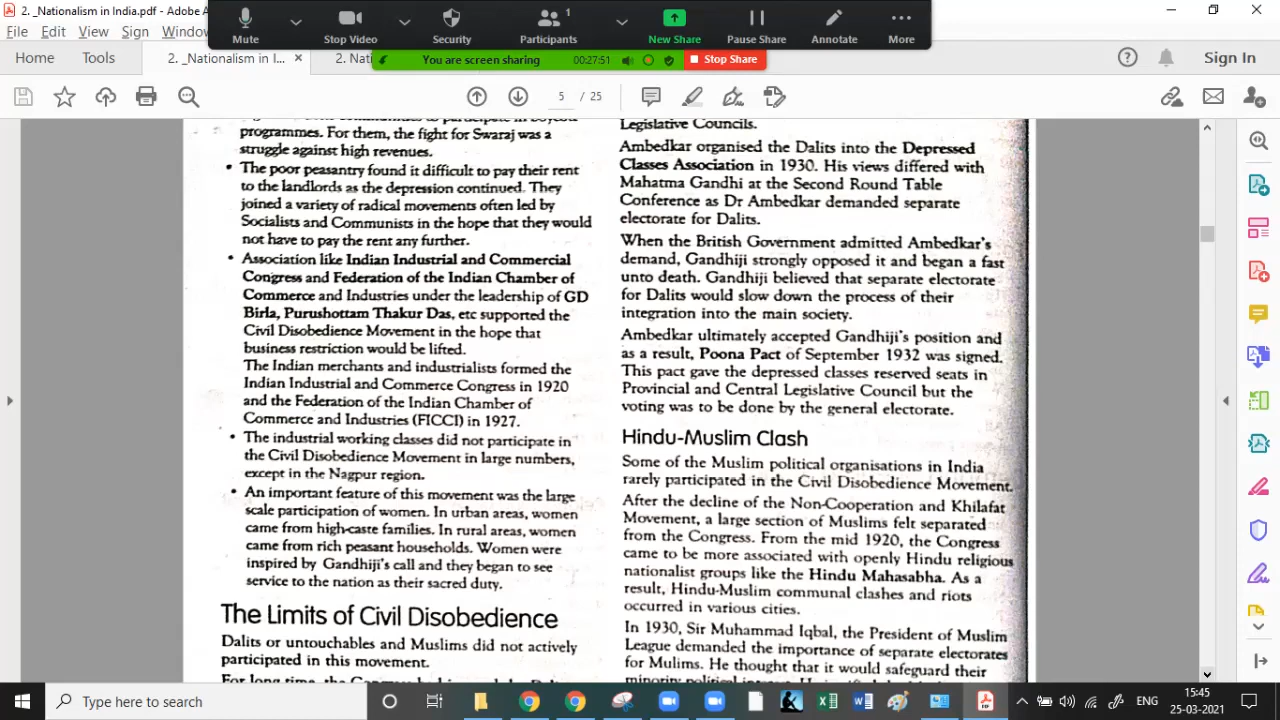 2. _Nationalism in India.pdf - Adobe A
File Edit View Sign Window
Mute
Stop Video
Security
1
Participants
New Share
Pause Share
Annotate
More
You are screen sharing
00:27:51
Stop Share
Home
Tools
2. _Nationalism in I...
2. Nati
Sign In
5 / 25
programmes. For them, the fight for Swaraj was a
struggle against high revenues.
• The poor peasantry found it difficult to pay their rent
to the landlords as the depression continued. They
joined a variety of radical movements often led by
Socialists and Communists in the hope that they would
not have to pay the rent any further.
• Association like Indian Industrial and Commercial
Congress and Federation of the Indian Chamber of
Commerce and Industries under the leadership of GD
Birla, Purushottam Thakur Das, etc supported the
Civil Disobedience Movement in the hope that
business restriction would be lifted.
The Indian merchants and industrialists formed the
Indian Industrial and Commerce Congress in 1920
and the Federation of the Indian Chamber of
Commerce and Industries (FICCI) in 1927.
• The industrial working classes did not participate in
the Civil Disobedience Movement in large numbers,
except in the Nagpur region.
• An important feature of this movement was the large
scale participation of women. In urban areas, women
came from high-caste families. In rural areas, women
came from rich peasant households. Women were
inspired by Gandhiji's call and they began to see
service to the nation as their sacred duty.
The Limits of Civil Disobedience
Dalits or untouchables and Muslims did not actively
participated in this movement.
Legislative Councils.
Ambedkar organised the Dalits into the Depressed
Classes Association in 1930. His views differed with
Mahatma Gandhi at the Second Round Table
Conference as Dr Ambedkar demanded separate
electorate for Dalits.
When the British Government admitted Ambedkar's
demand, Gandhiji strongly opposed it and began a fast
unto death. Gandhiji believed that separate electorate
for Dalits would slow down the process of their
integration into the main society.
Ambedkar ultimately accepted Gandhiji's position and
as a result, Poona Pact of September 1932 was signed.
This pact gave the depressed classes reserved seats in
Provincial and Central Legislative Council but the
voting was to be done by the general electorate.
Hindu-Muslim Clash
Some of the Muslim political organisations in India
rarely participated in the Civil Disobedience Movement.
After the decline of the Non-Cooperation and Khilafat
Movement, a large section of Muslims felt separated
from the Congress. From the mid 1920, the Congress
came to be more associated with openly Hindu religious
nationalist groups like the Hindu Mahasabha. As a
result, Hindu-Muslim communal clashes and riots
occurred in various cities.
In 1930, Sir Muhammad Iqbal, the President of Muslim
League demanded the importance of separate electorates
for Mulims. He thought that it would safeguard their
Type here to search
ENG
15:45
25-03-2021